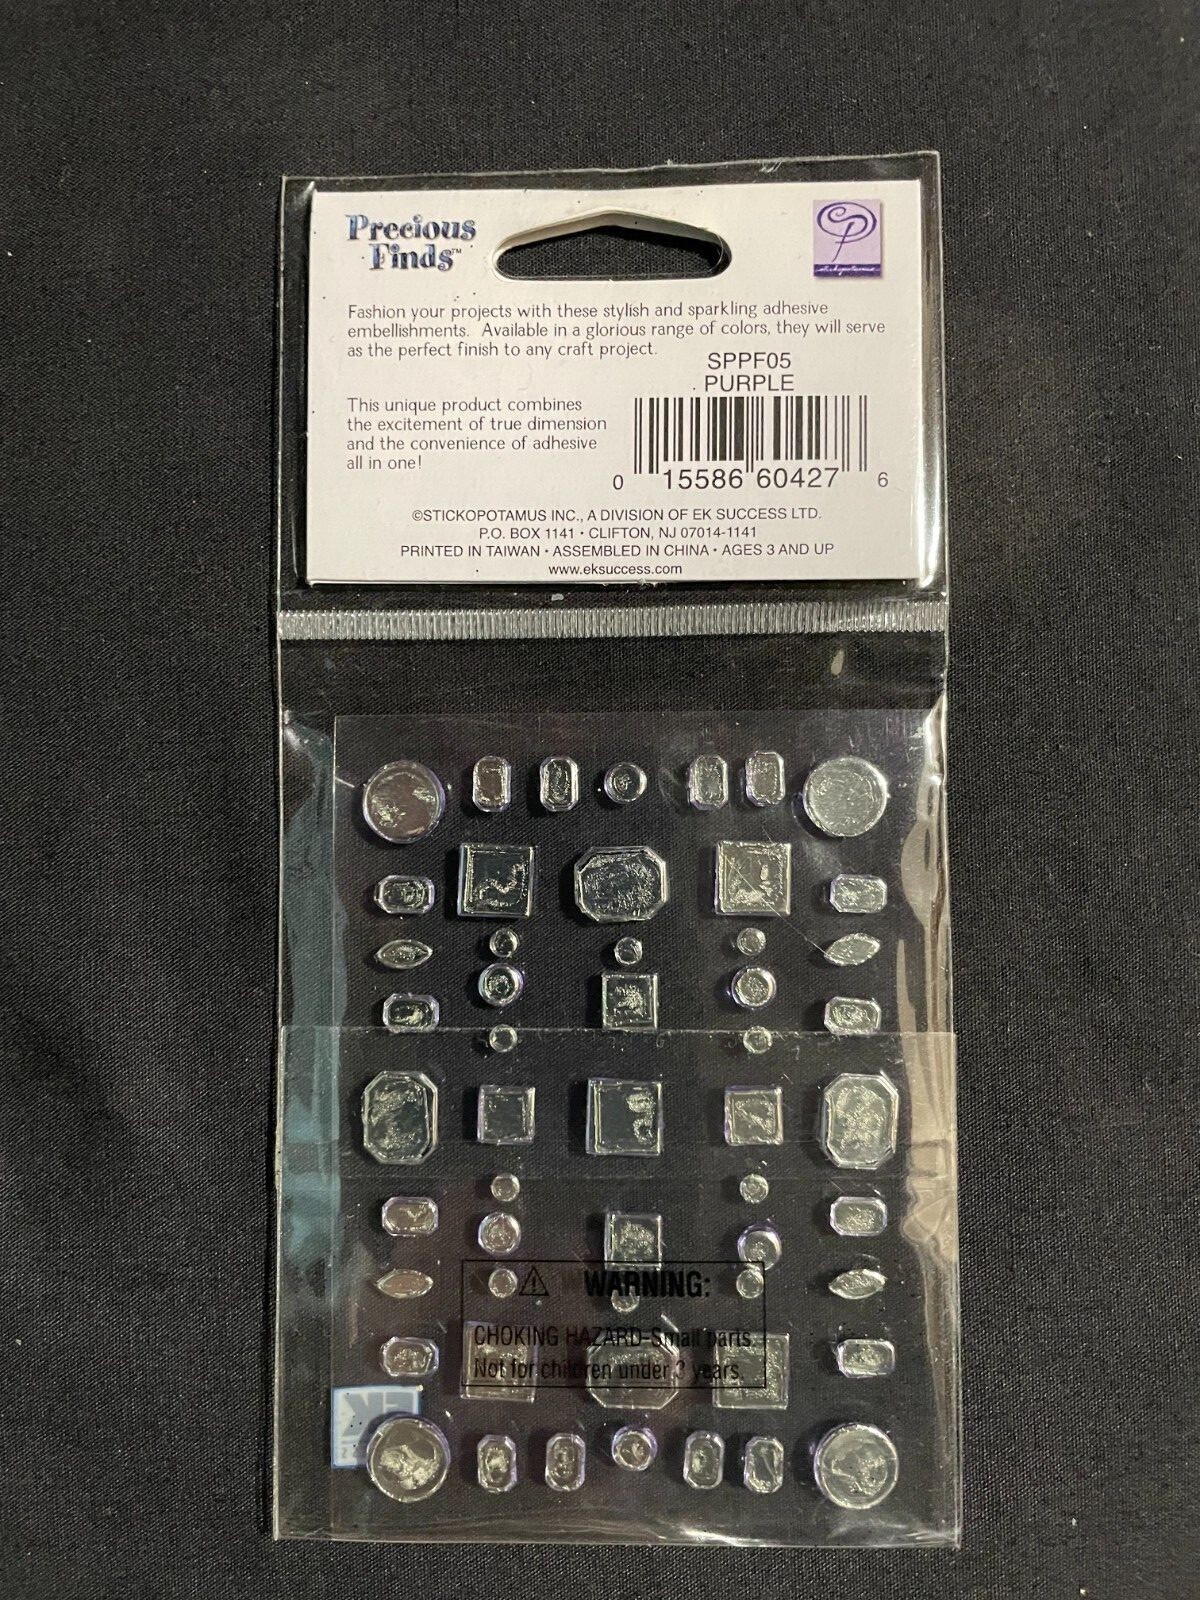 Precious
Finds™
stickopotamus
Fashion your projects with these stylish and sparkling adhesive
embellishments. Available in a glorious range of colors, they will serve
as the perfect finish to any craft project.
SPPF05
PURPLE
This unique product combines
the excitement of true dimension
and the convenience of adhesive
all in one!
0 15586 60427 6
©STICKOPOTAMUS INC., A DIVISION OF EK SUCCESS LTD.
P.O. BOX 1141 • CLIFTON, NJ 07014-1141
PRINTED IN TAIWAN • ASSEMBLED IN CHINA • AGES 3 AND UP
www.eksuccess.com
WARNING:
CHOKING HAZARD-Small parts
Not for children under 3 years.
EK